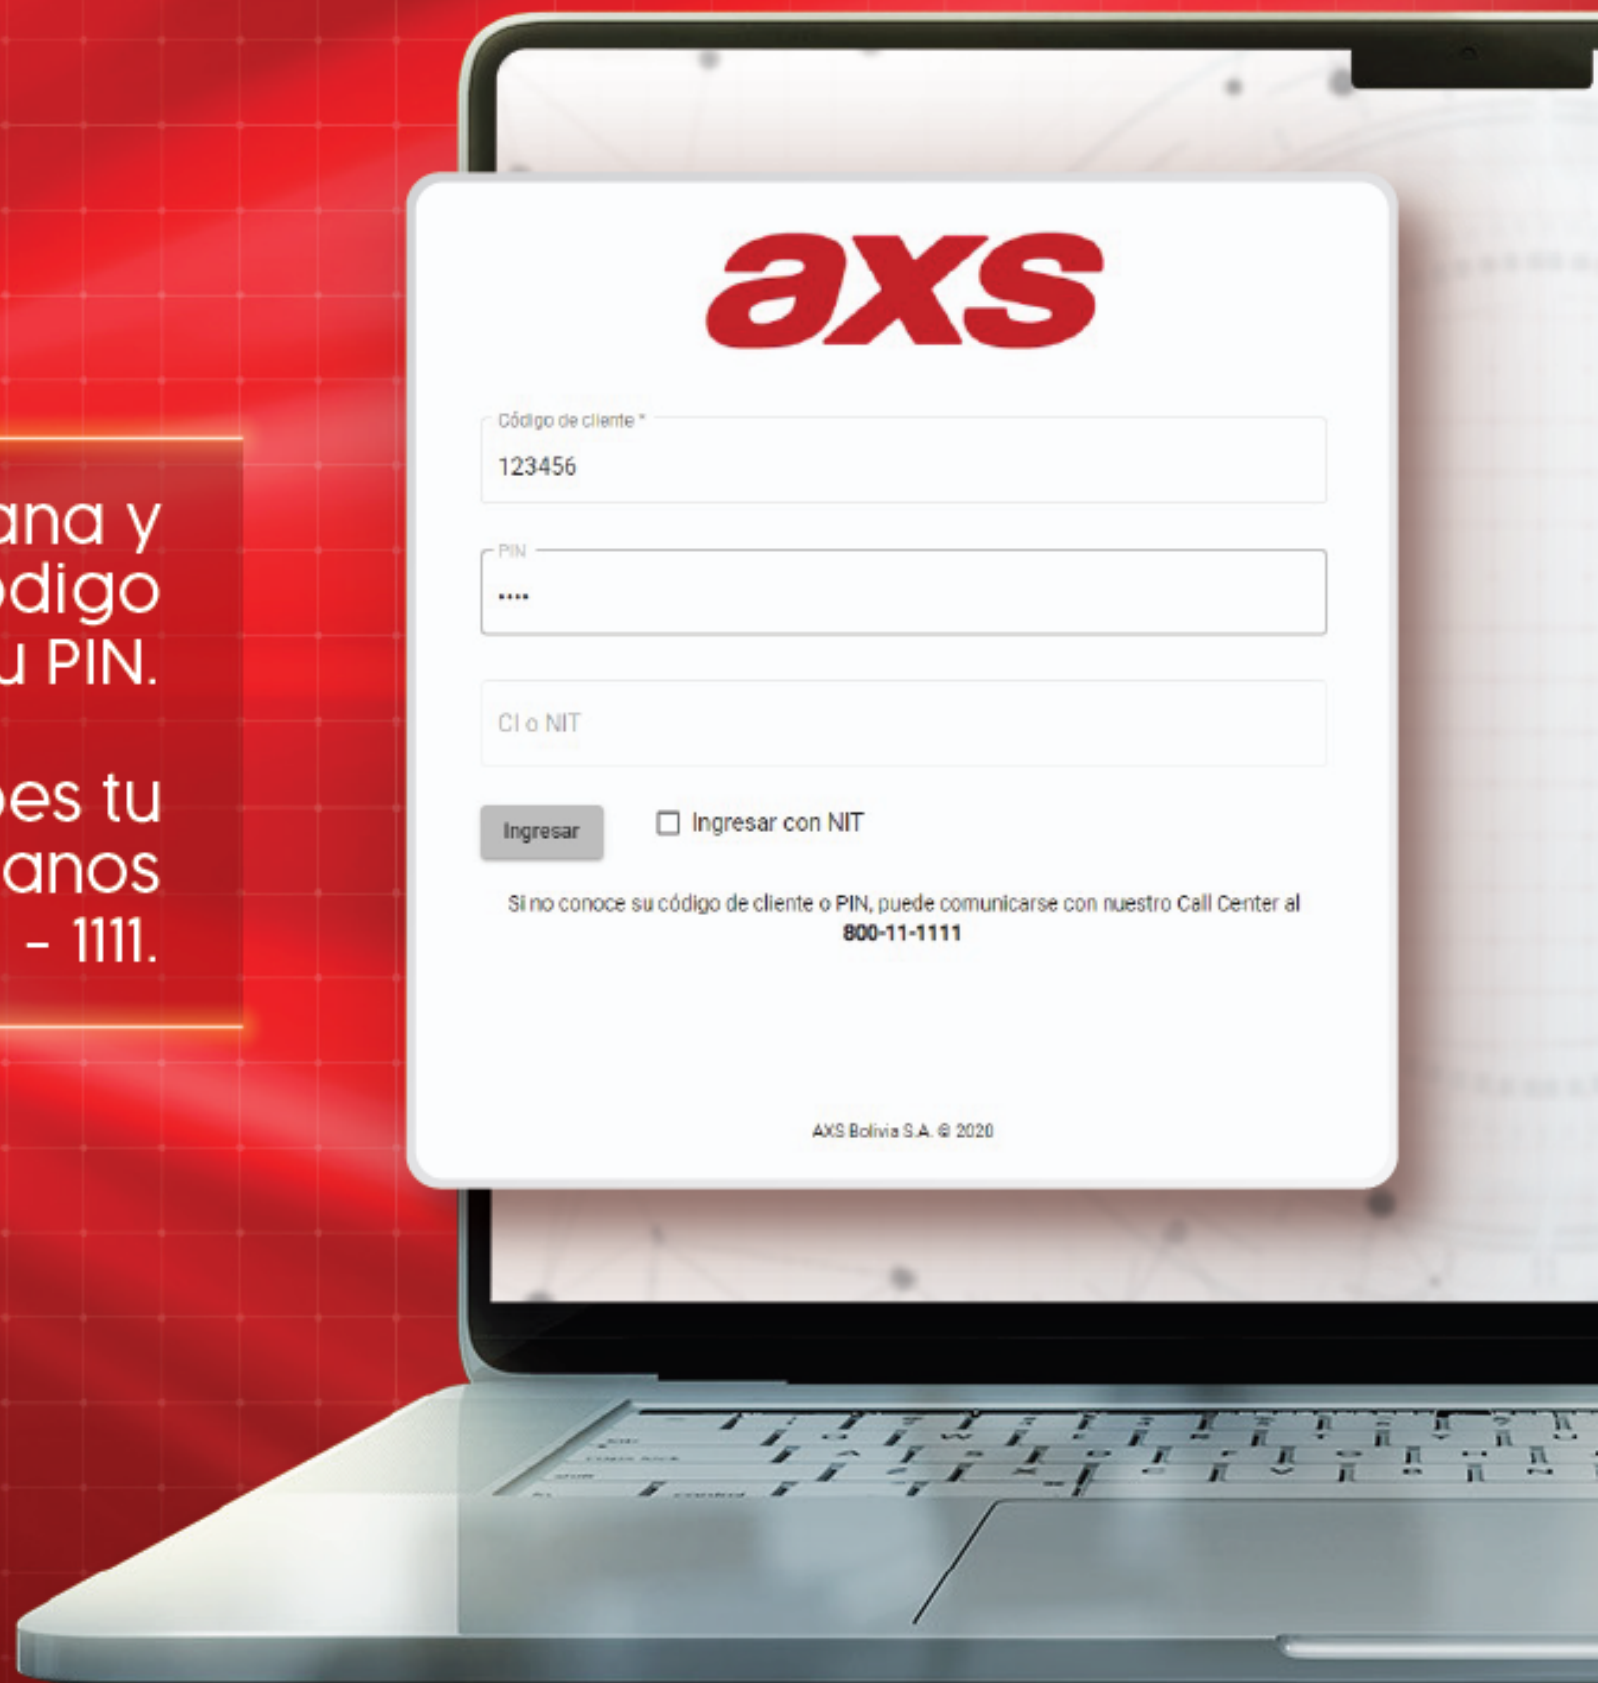 ana y
odigo
u PIN.
es tu
anos
- 1111.
axs
Código de cliente *
123456
PIN
••••
CI o NIT
Ingresar
Ingresar con NIT
Si no conoce su código de cliente o PIN, puede comunicarse con nuestro Call Center al
800-11-1111
AXS Bolivia S.A. © 2020